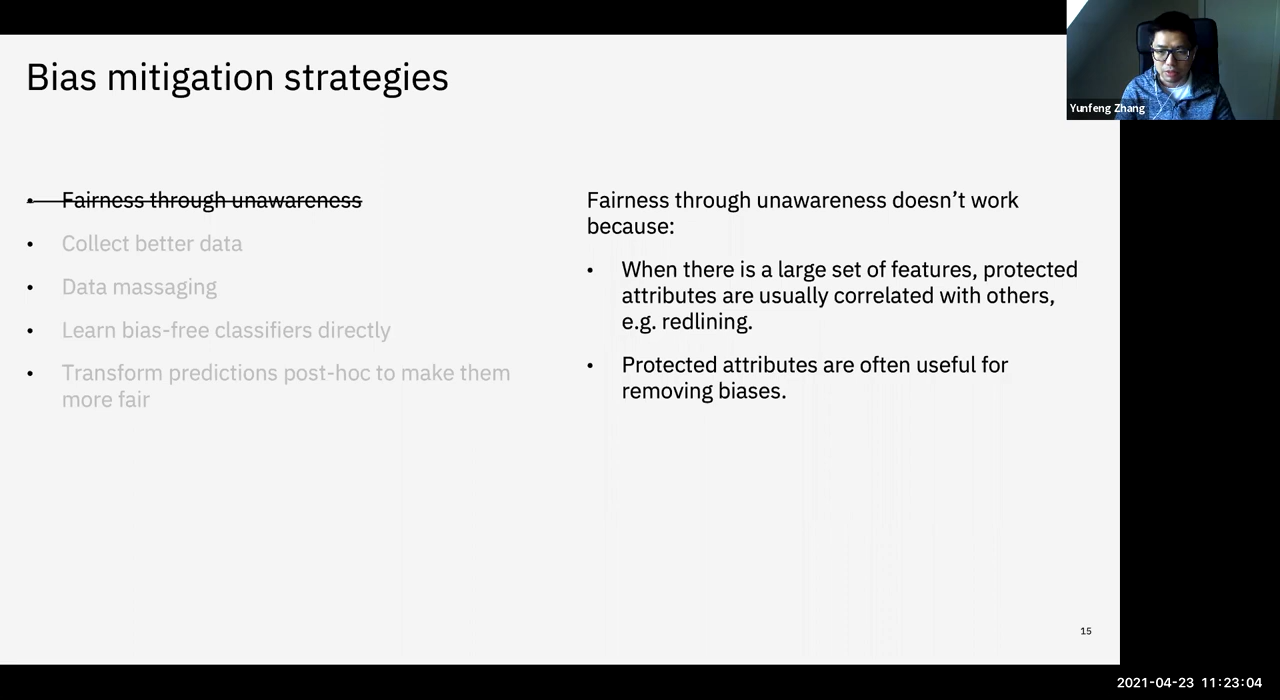 Bias mitigation strategies
Yunfeng Zhang
• Fairness through unawareness
• Collect better data
• Data massaging
• Learn bias-free classifiers directly
• Transform predictions post-hoc to make them
more fair
Fairness through unawareness doesn’t work
because:
• When there is a large set of features, protected
attributes are usually correlated with others,
e.g. redlining.
• Protected attributes are often useful for
removing biases.
15
2021-04-23 11:23:04